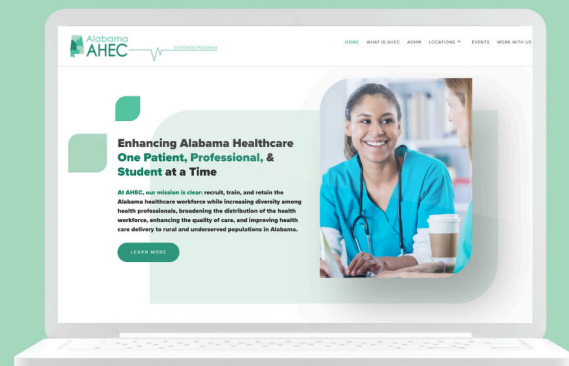 Alabama
AHEC
STATEWIDE PROGRAM
HOME WHAT IS AHEC AOHW LOCATIONS EVENTS WORK WITH US
Enhancing Alabama Healthcare
One Patient, Professional, &
Student at a Time
At AHEC, our mission is clear: recruit, train, and retain the
Alabama healthcare workforce while increasing diversity among
health professionals, broadening the distribution of the health
workforce, enhancing the quality of care, and improving health
care delivery to rural and underserved populations in Alabama.
LEARN MORE